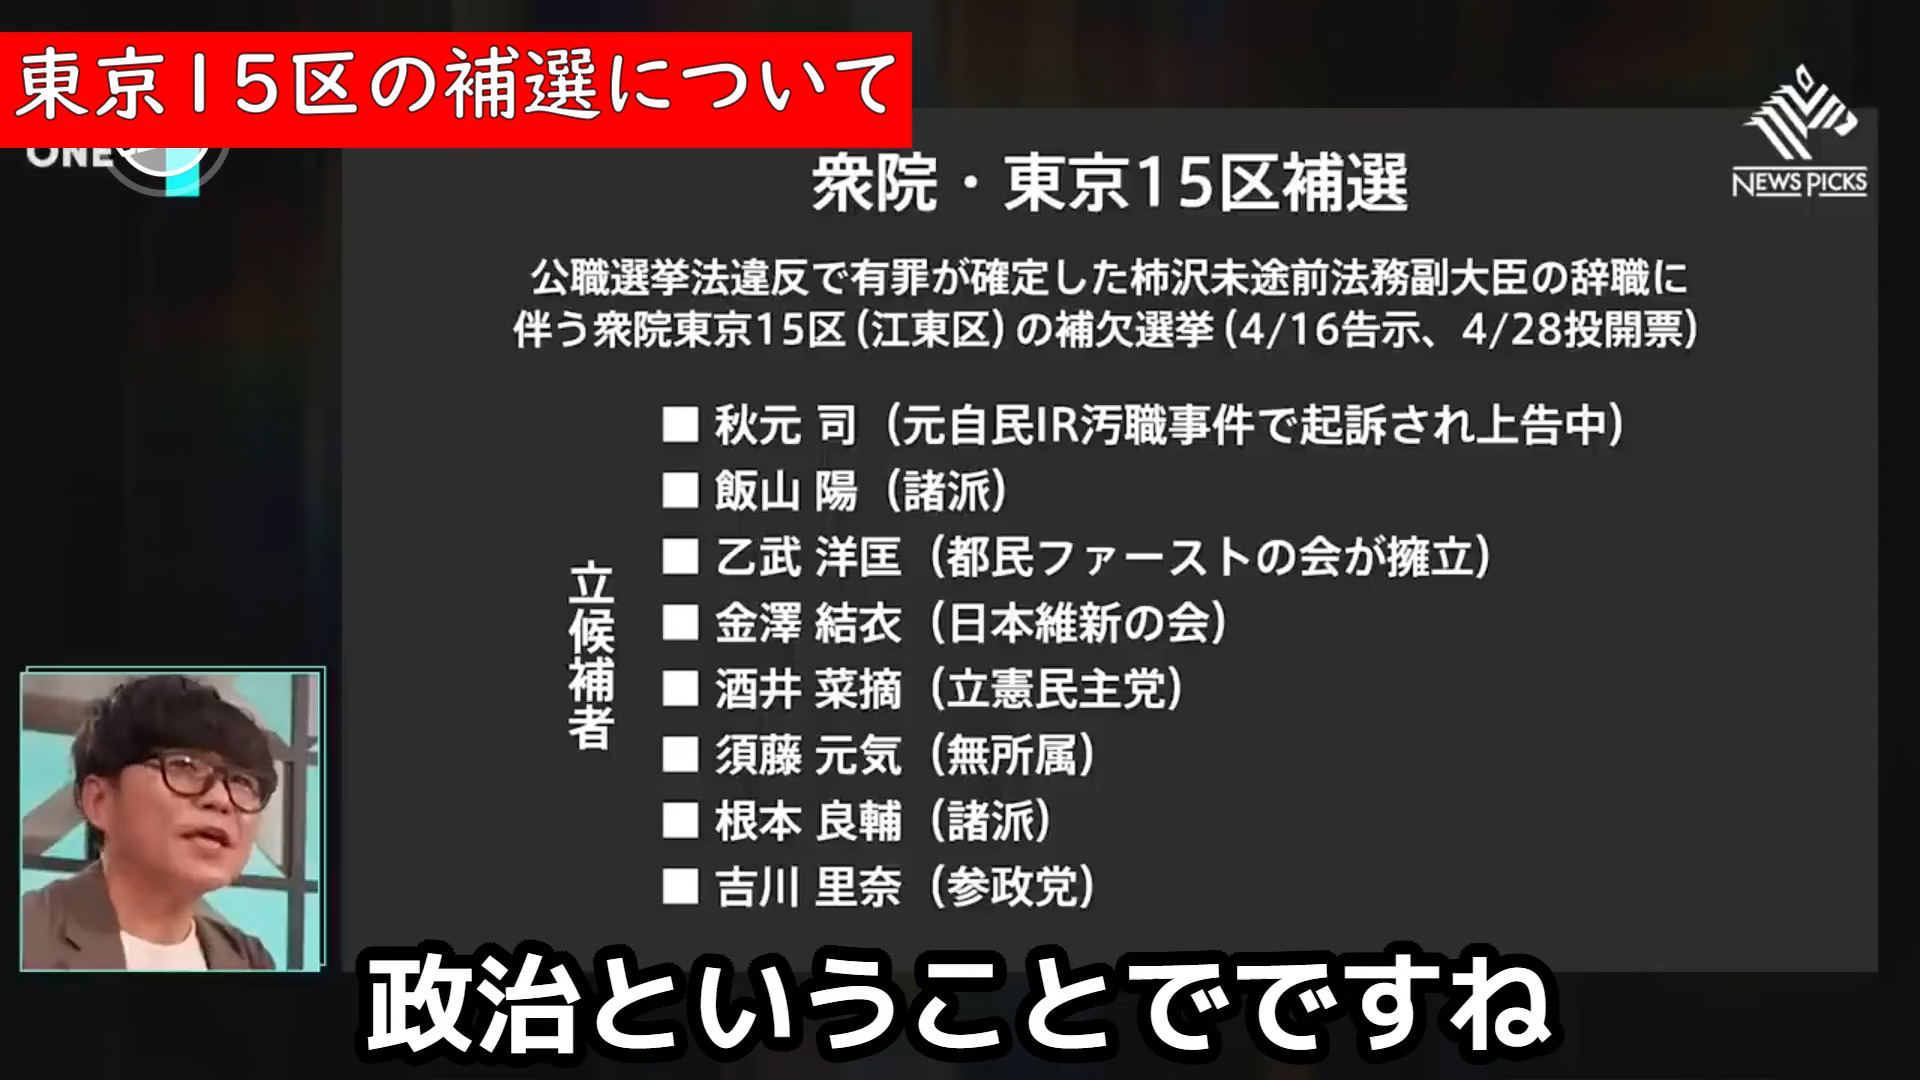 東京15区の補選について
ONE
NEWS PICKS
衆院・東京15区補選
公職選挙法違反で有罪が確定した柿沢未途前法務副大臣の辞職に
伴う衆院東京15区(江東区)の補欠選挙(4/16告示、4/28投開票)
立候補者
■ 秋元 司(元自民IR汚職事件で起訴され上告中)
■ 飯山 陽(諸派)
■ 乙武 洋匡(都民ファーストの会が擁立)
■ 金澤 結衣(日本維新の会)
■ 酒井 菜摘(立憲民主党)
■ 須藤 元気(無所属)
■ 根本 良輔(諸派)
■ 吉川 里奈(参政党)
政治ということでですね